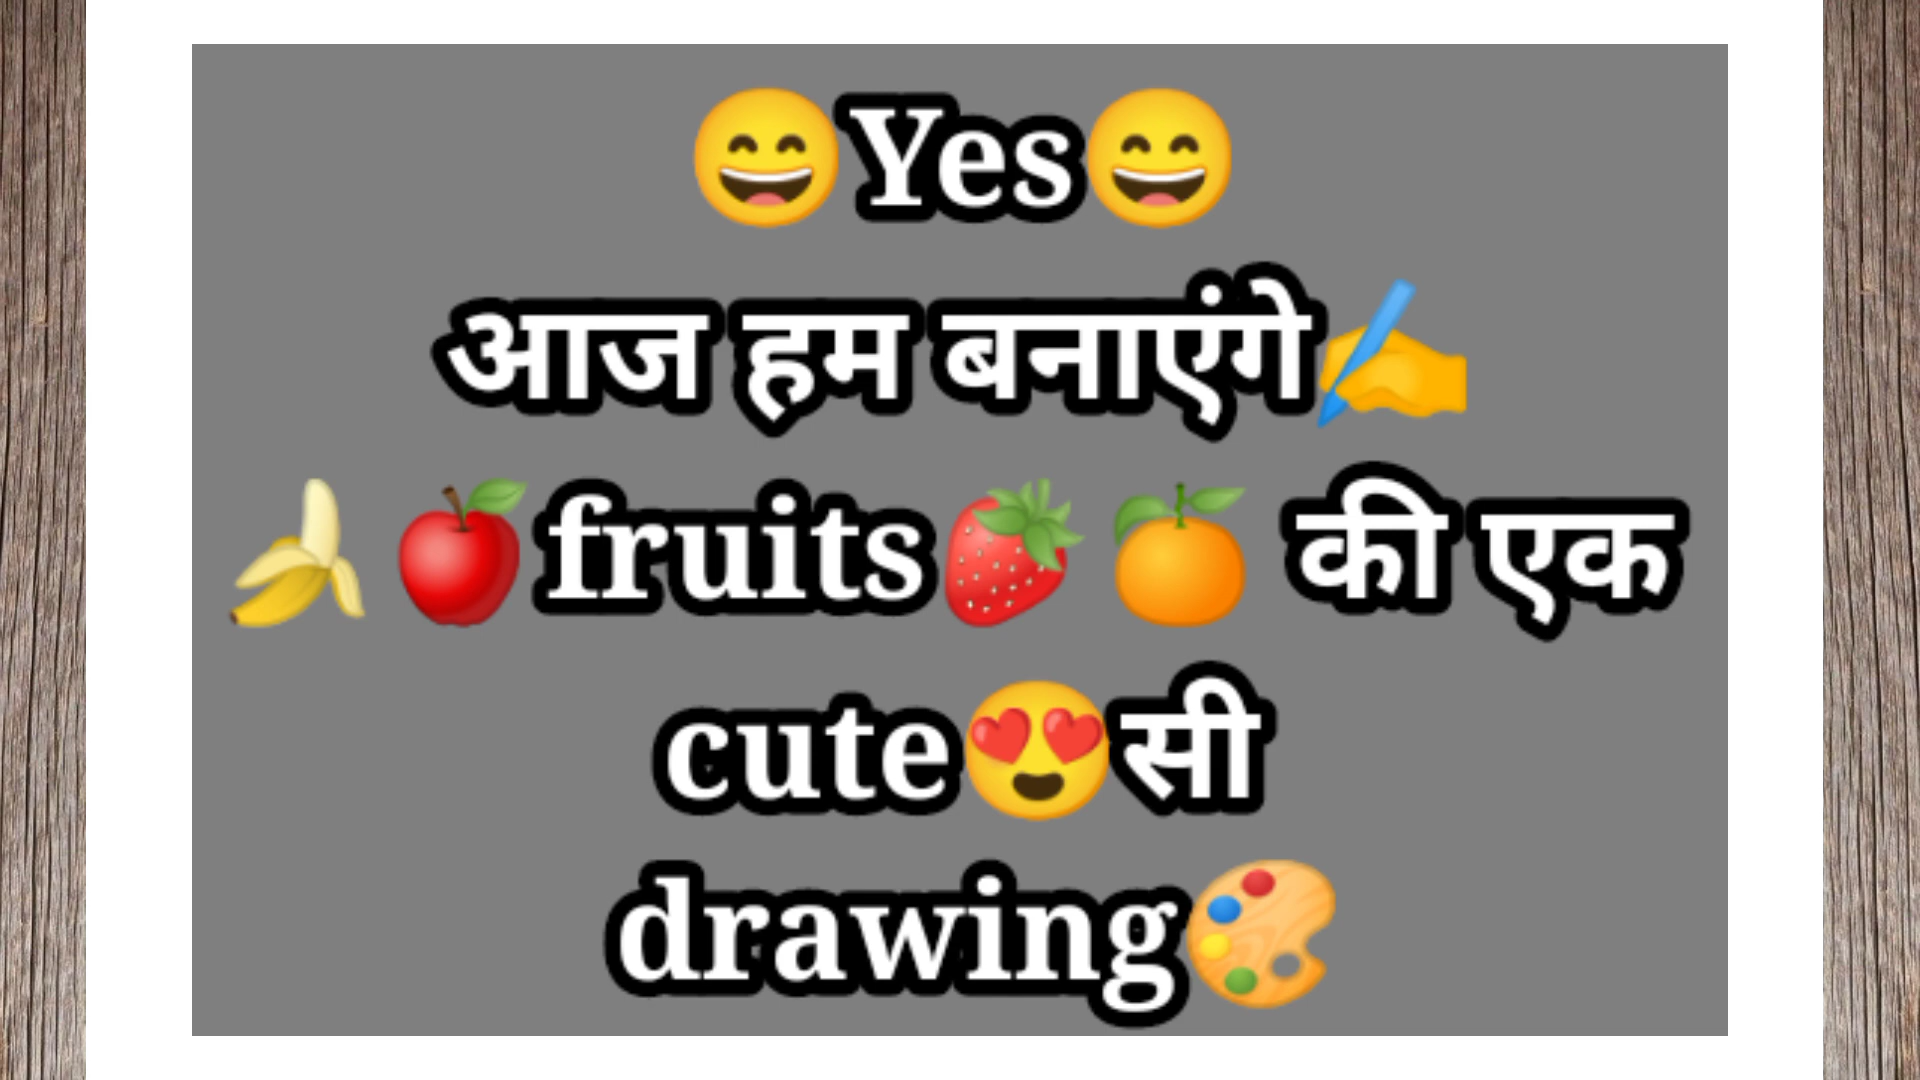 😄Yes😄
आज हम बनाएंगे✍️
🍌🍎fruits🍓🍊 की एक
cute😍सी
drawing🎨